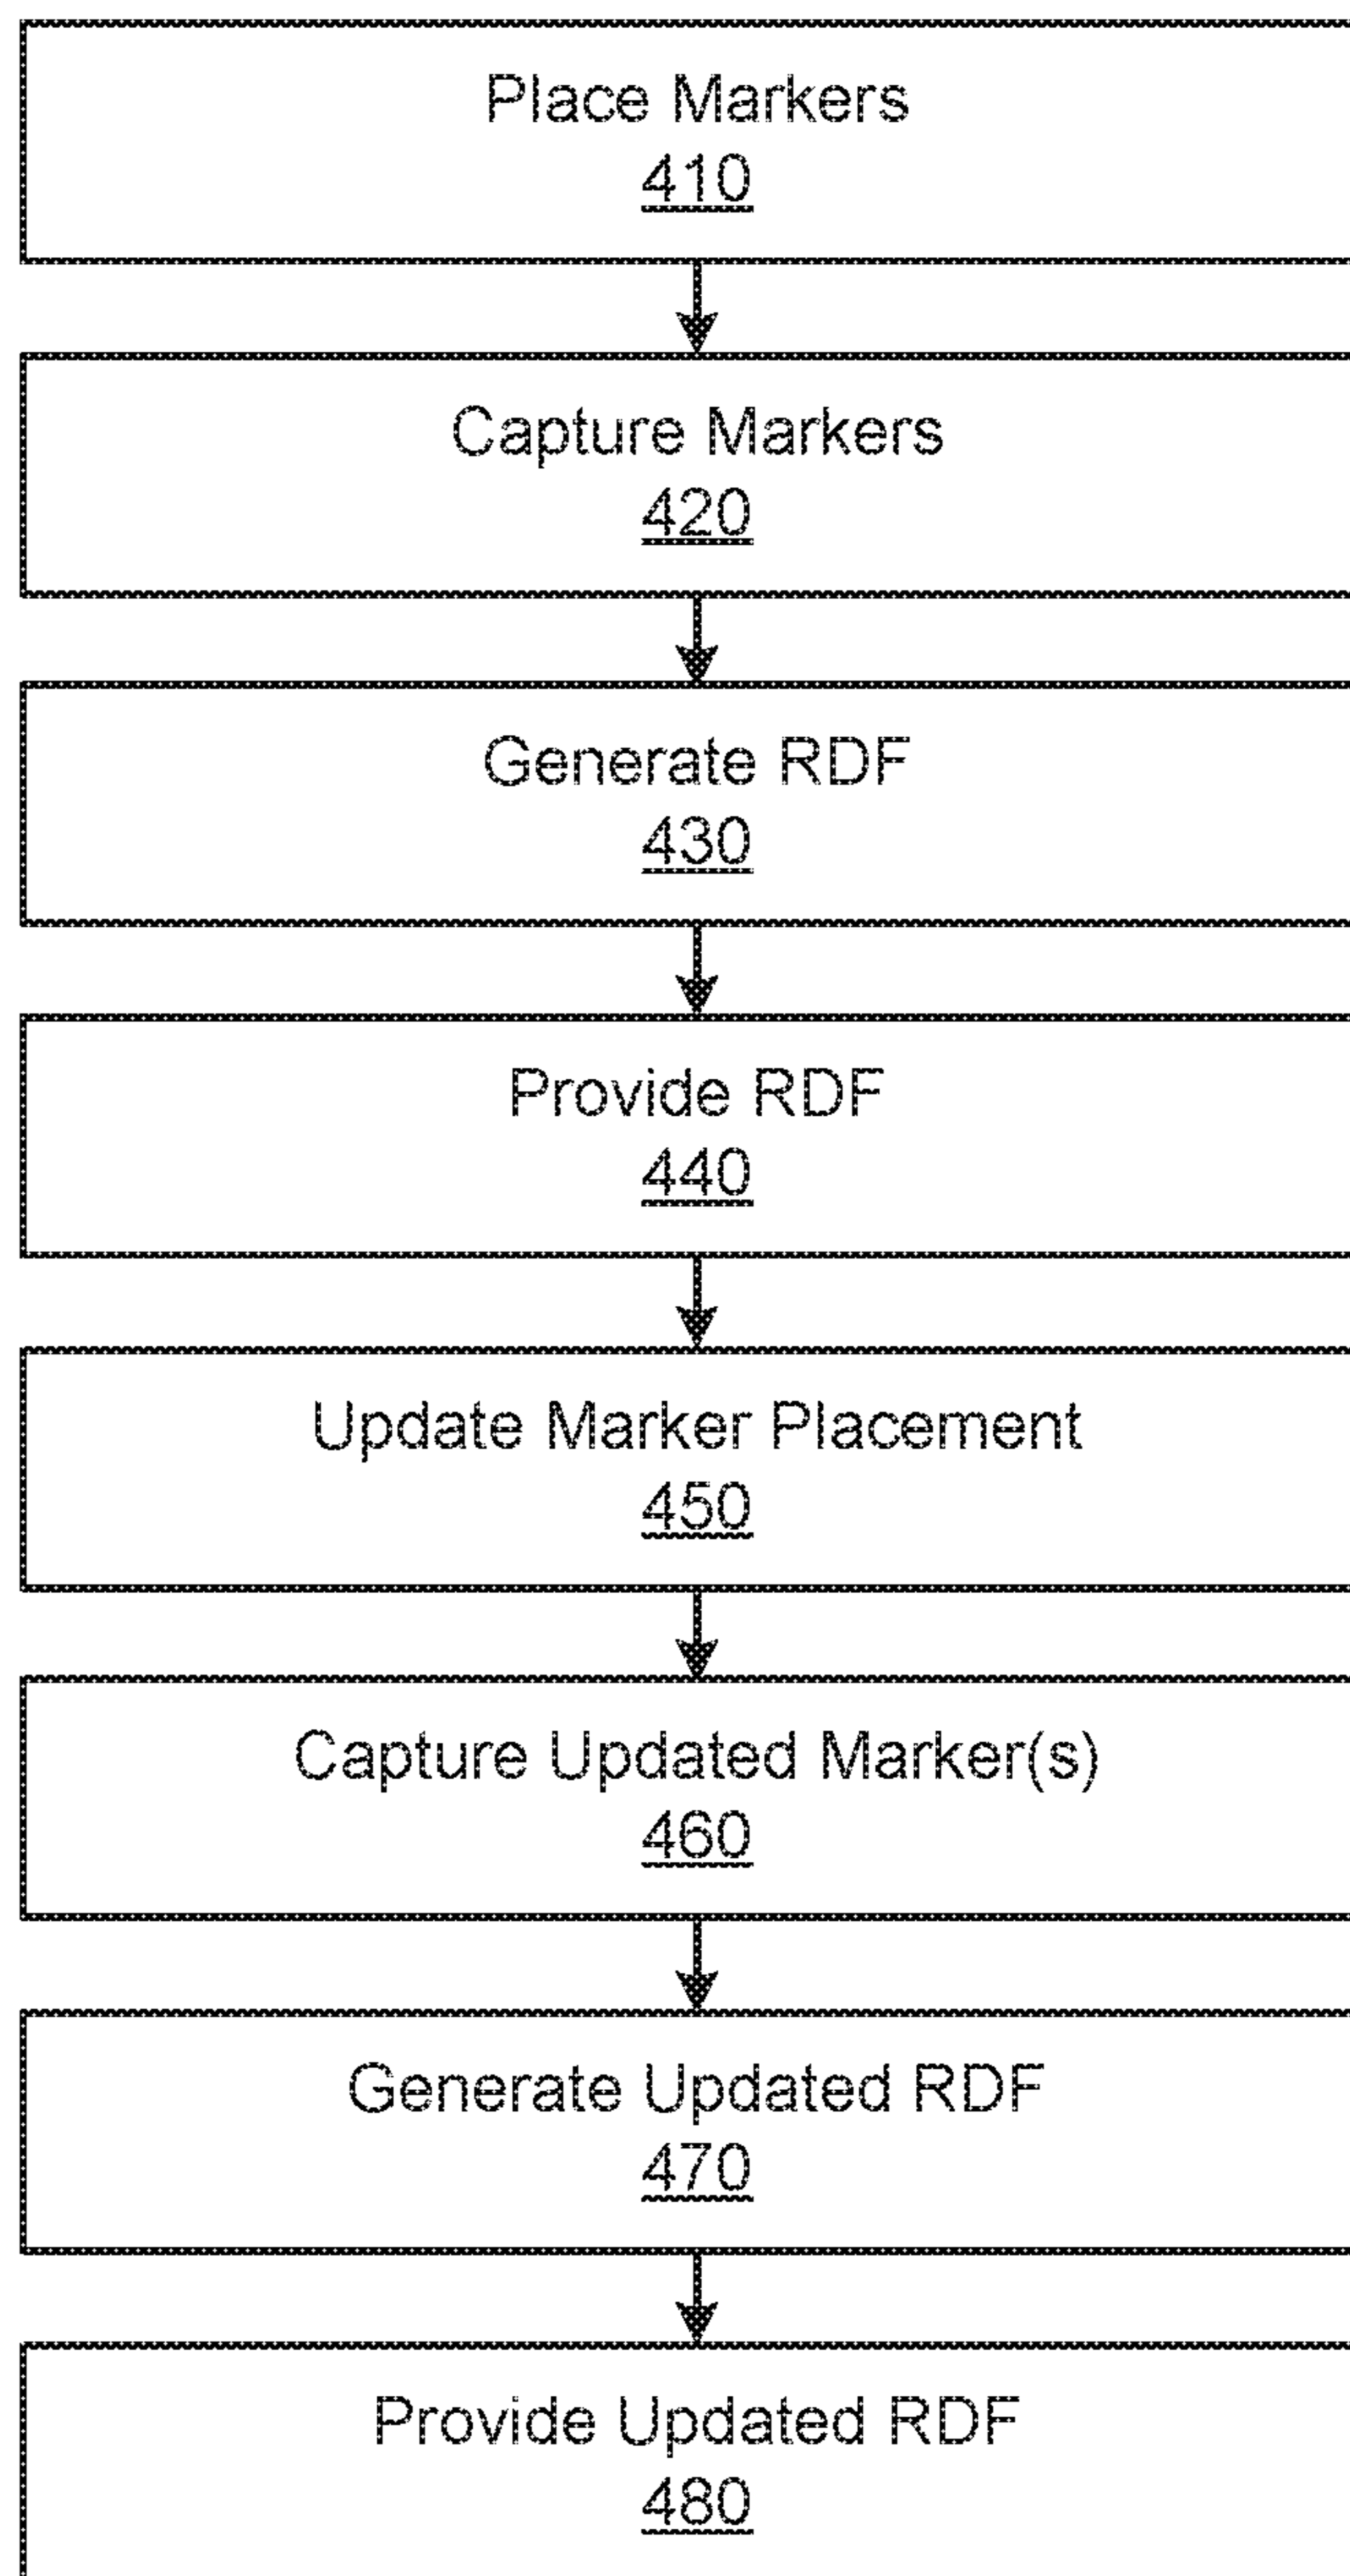 Place Markers
410
Capture Markers
420
Generate RDF
430
Provide RDF
440
Update Marker Placement
450
Capture Updated Marker(s)
460
Generate Updated RDF
470
Provide Updated RDF
480